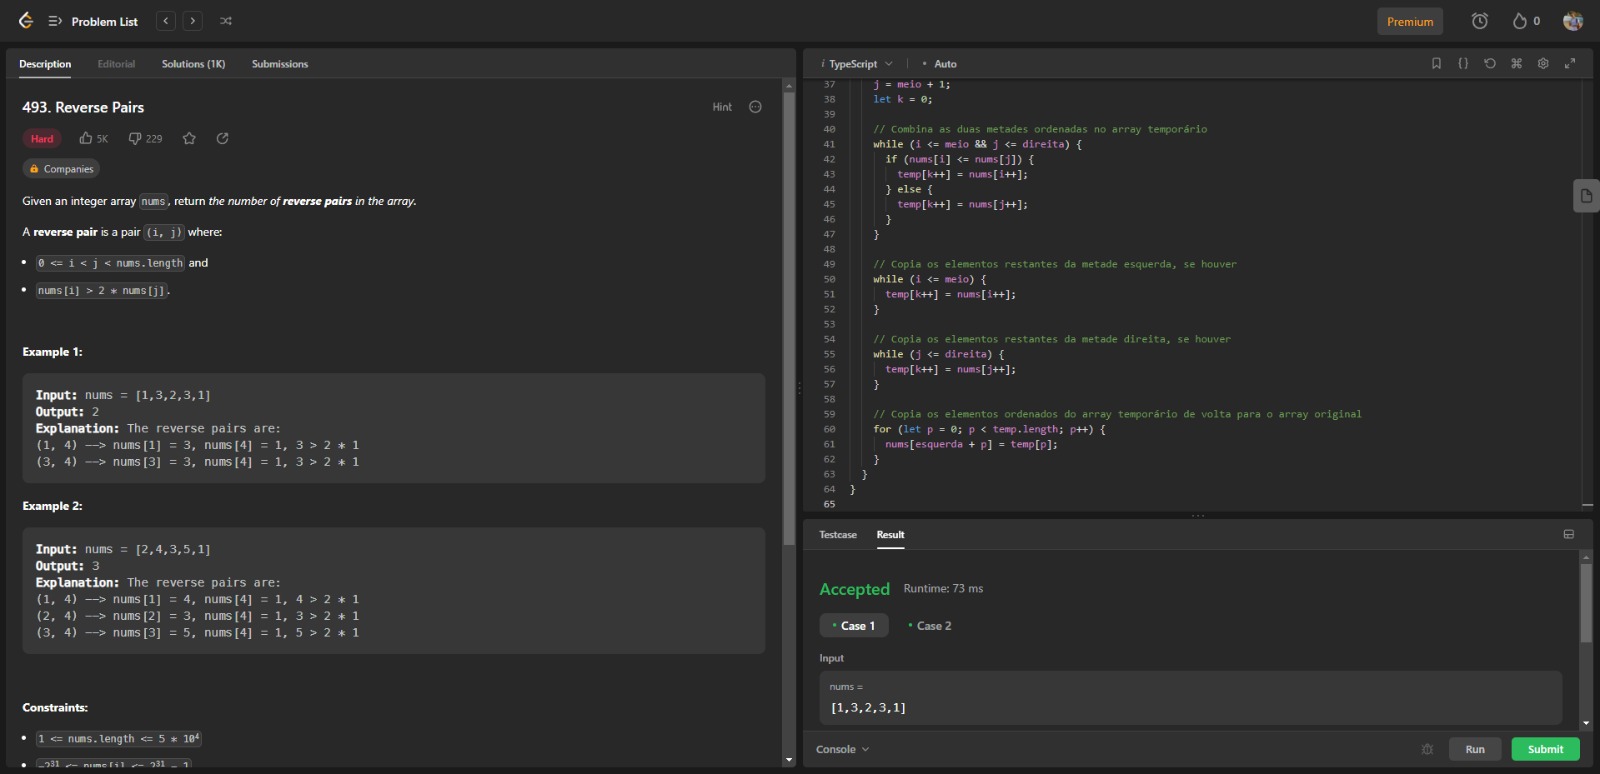 Problem List
Premium
0
Description
Editorial
Solutions (1K)
Submissions
493. Reverse Pairs
Hint
Hard
5K
229
Companies
Given an integer array nums, return the number of reverse pairs in the array.
A reverse pair is a pair (i, j) where:
• 0 <= i < j < nums.length and
• nums[i] > 2 * nums[j].
Example 1:
Input: nums = [1,3,2,3,1]
Output: 2
Explanation: The reverse pairs are:
(1, 4) --> nums[1] = 3, nums[4] = 1, 3 > 2 * 1
(3, 4) --> nums[3] = 3, nums[4] = 1, 3 > 2 * 1
Example 2:
Input: nums = [2,4,3,5,1]
Output: 3
Explanation: The reverse pairs are:
(1, 4) --> nums[1] = 4, nums[4] = 1, 4 > 2 * 1
(2, 4) --> nums[2] = 3, nums[4] = 1, 3 > 2 * 1
(3, 4) --> nums[3] = 5, nums[4] = 1, 5 > 2 * 1
Constraints:
• 1 <= nums.length <= 5 * 10⁴
• -2³¹ <= nums[i] <= 2³¹ - 1
i TypeScript
• Auto
37 j = meio + 1;
38 let k = 0;
39
40 // Combina as duas metades ordenadas no array temporário
41 while (i <= meio && j <= direita) {
42 if (nums[i] <= nums[j]) {
43 temp[k++] = nums[i++];
44 } else {
45 temp[k++] = nums[j++];
46 }
47 }
48
49 // Copia os elementos restantes da metade esquerda, se houver
50 while (i <= meio) {
51 temp[k++] = nums[i++];
52 }
53
54 // Copia os elementos restantes da metade direita, se houver
55 while (j <= direita) {
56 temp[k++] = nums[j++];
57 }
58
59 // Copia os elementos ordenados do array temporário de volta para o array original
60 for (let p = 0; p < temp.length; p++) {
61 nums[esquerda + p] = temp[p];
62 }
63 }
64 }
65
Testcase
Result
Accepted
Runtime: 73 ms
• Case 1
• Case 2
Input
nums =
[1,3,2,3,1]
Console
Run
Submit